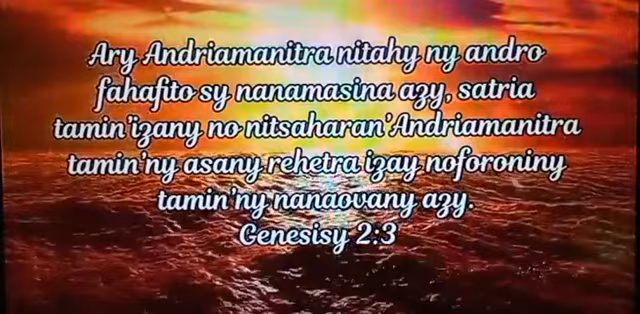 Ary Andriamanitra nitahy ny andro
fahafito sy nanamasina azy, satria
tamin'izany no nitsaharan'Andriamanitra
tamin'ny asany rehetra izay noforoniny
tamin'ny nanaovany azy.
Genesisy 2:3